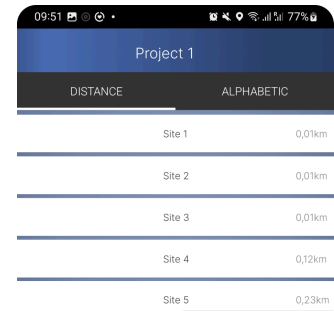 09:51 77%
Project 1
DISTANCE ALPHABETIC
Site 1 0,01km
Site 2 0,01km
Site 3 0,01km
Site 4 0,12km
Site 5 0,23km